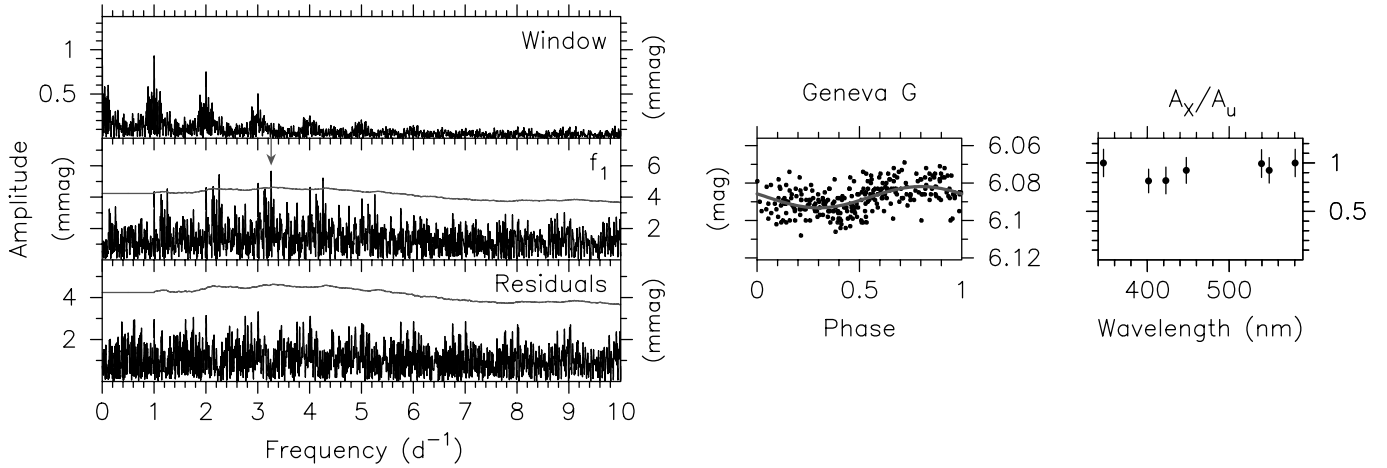 Window
1
0.5
(mmag)
f1
6
4
2
Amplitude
(mmag)
Residuals
4
2
(mmag)
0 1 2 3 4 5 6 7 8 9 10
Frequency (d−1)
Geneva G
6.06
6.08
6.1
6.12
(mag)
0 0.5 1
Phase
Ax/Au
1
0.5
400 500
Wavelength (nm)